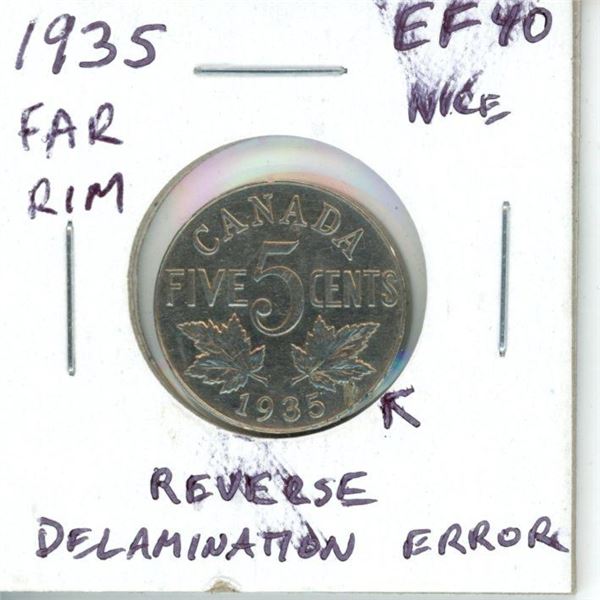 1935
EF40
FAR
NICE
RIM
CANADA
FIVE 5 CENTS
1935
REVERSE
DELAMINATION ERROR